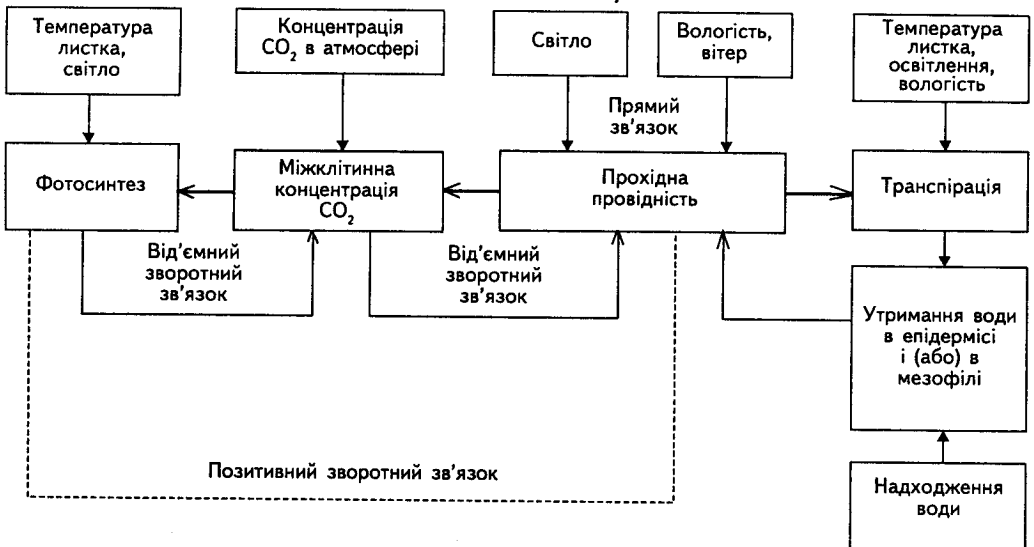 Температура
листка,
світло
Концентрація
CO₂ в атмосфері
Світло
Вологість,
вітер
Температура
листка,
освітлення,
вологість
Прямий
зв'язок
Фотосинтез
Міжклітинна
концентрація
CO₂
Прохідна
провідність
Транспірація
Від'ємний
зворотний
зв'язок
Від'ємний
зворотний
зв'язок
Утримання води
в епідермісі
і (або) в
мезофілі
Позитивний зворотний зв'язок
Надходження
води